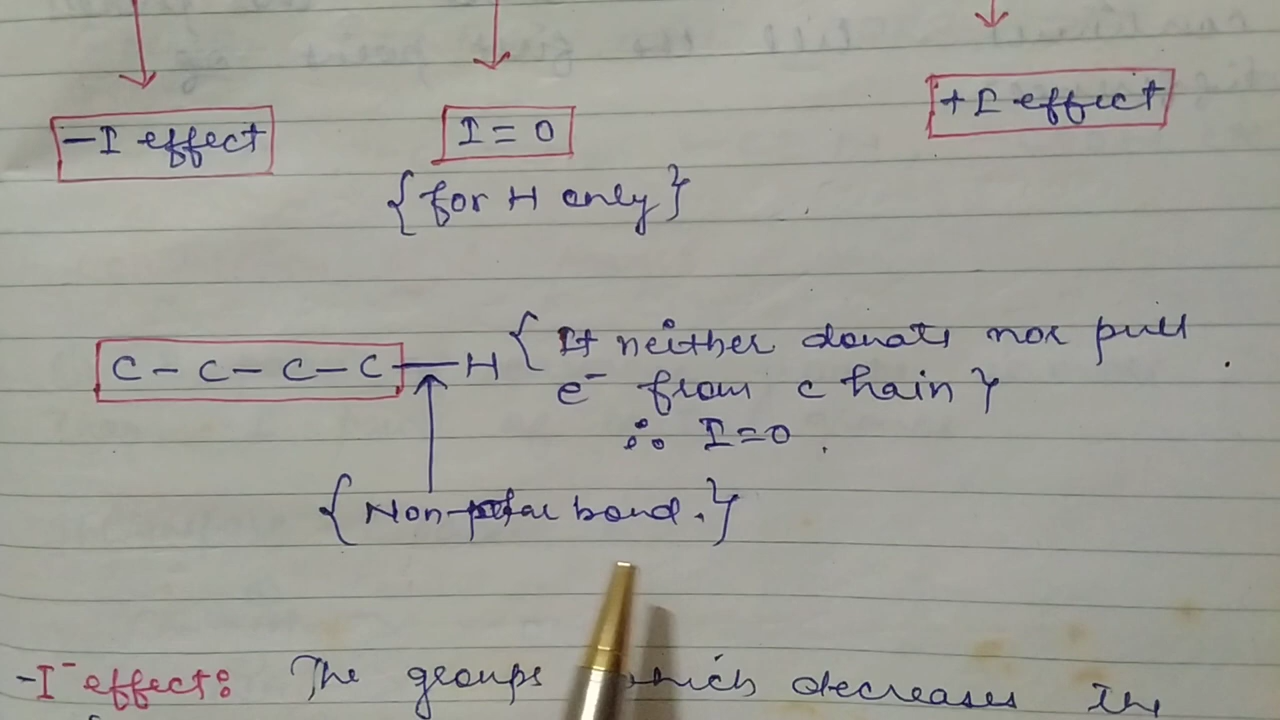 -I effect
I = 0
+I effect
{for H only}
C - C - C - C - H { It neither donats nor pull
e⁻ from c hain }
∴ I=0.
{Non-polar bond.}
-I⁻ effect: The groups which decreases the